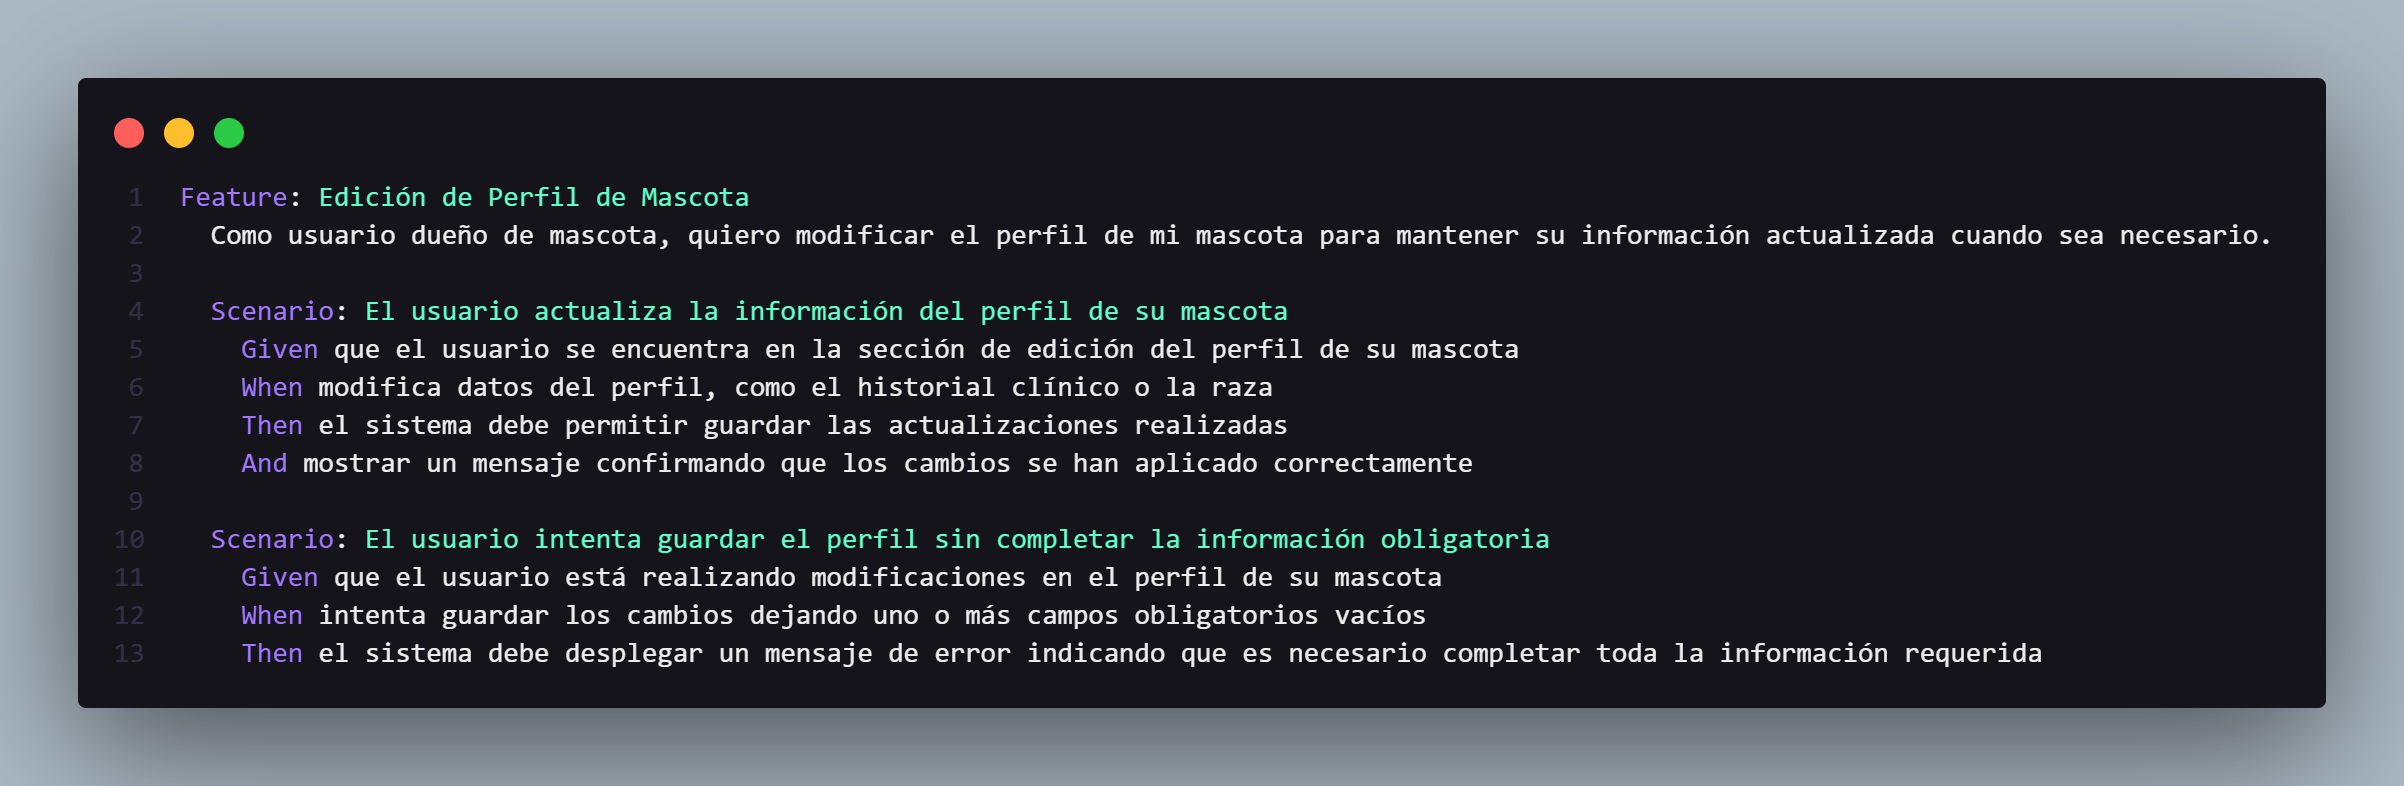 1 Feature: Edición de Perfil de Mascota
2 Como usuario dueño de mascota, quiero modificar el perfil de mi mascota para mantener su información actualizada cuando sea necesario.
3
4 Scenario: El usuario actualiza la información del perfil de su mascota
5 Given que el usuario se encuentra en la sección de edición del perfil de su mascota
6 When modifica datos del perfil, como el historial clínico o la raza
7 Then el sistema debe permitir guardar las actualizaciones realizadas
8 And mostrar un mensaje confirmando que los cambios se han aplicado correctamente
9
10 Scenario: El usuario intenta guardar el perfil sin completar la información obligatoria
11 Given que el usuario está realizando modificaciones en el perfil de su mascota
12 When intenta guardar los cambios dejando uno o más campos obligatorios vacíos
13 Then el sistema debe desplegar un mensaje de error indicando que es necesario completar toda la información requerida